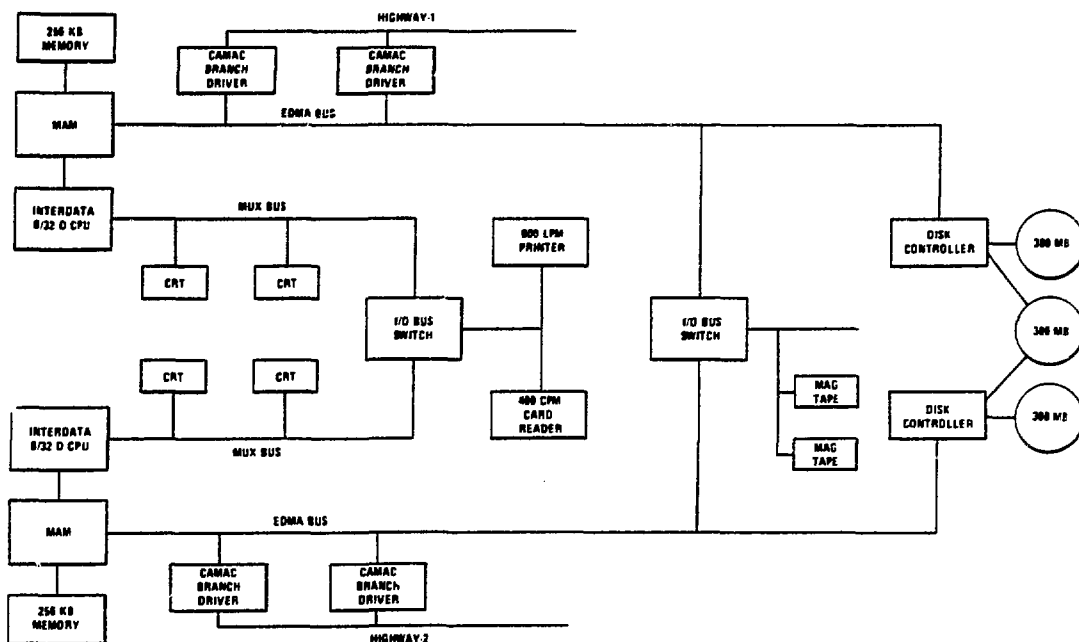 HIGHWAY-1
256 KB
MEMORY
CAMAC
BRANCH
DRIVER
CAMAC
BRANCH
DRIVER
EDMA BUS
MAM
INTERDATA
8/32 D CPU
MUX BUS
600 LPM
PRINTER
DISK
CONTROLLER
300 MB
CRT
CRT
I/O BUS
SWITCH
I/O BUS
SWITCH
300 MB
CRT
CRT
MAG
TAPE
400 CPM
CARD
READER
DISK
CONTROLLER
300 MB
INTERDATA
8/32 D CPU
MUX BUS
MAG
TAPE
MAM
EDMA BUS
CAMAC
BRANCH
DRIVER
CAMAC
BRANCH
DRIVER
256 KB
MEMORY
HIGHWAY-2